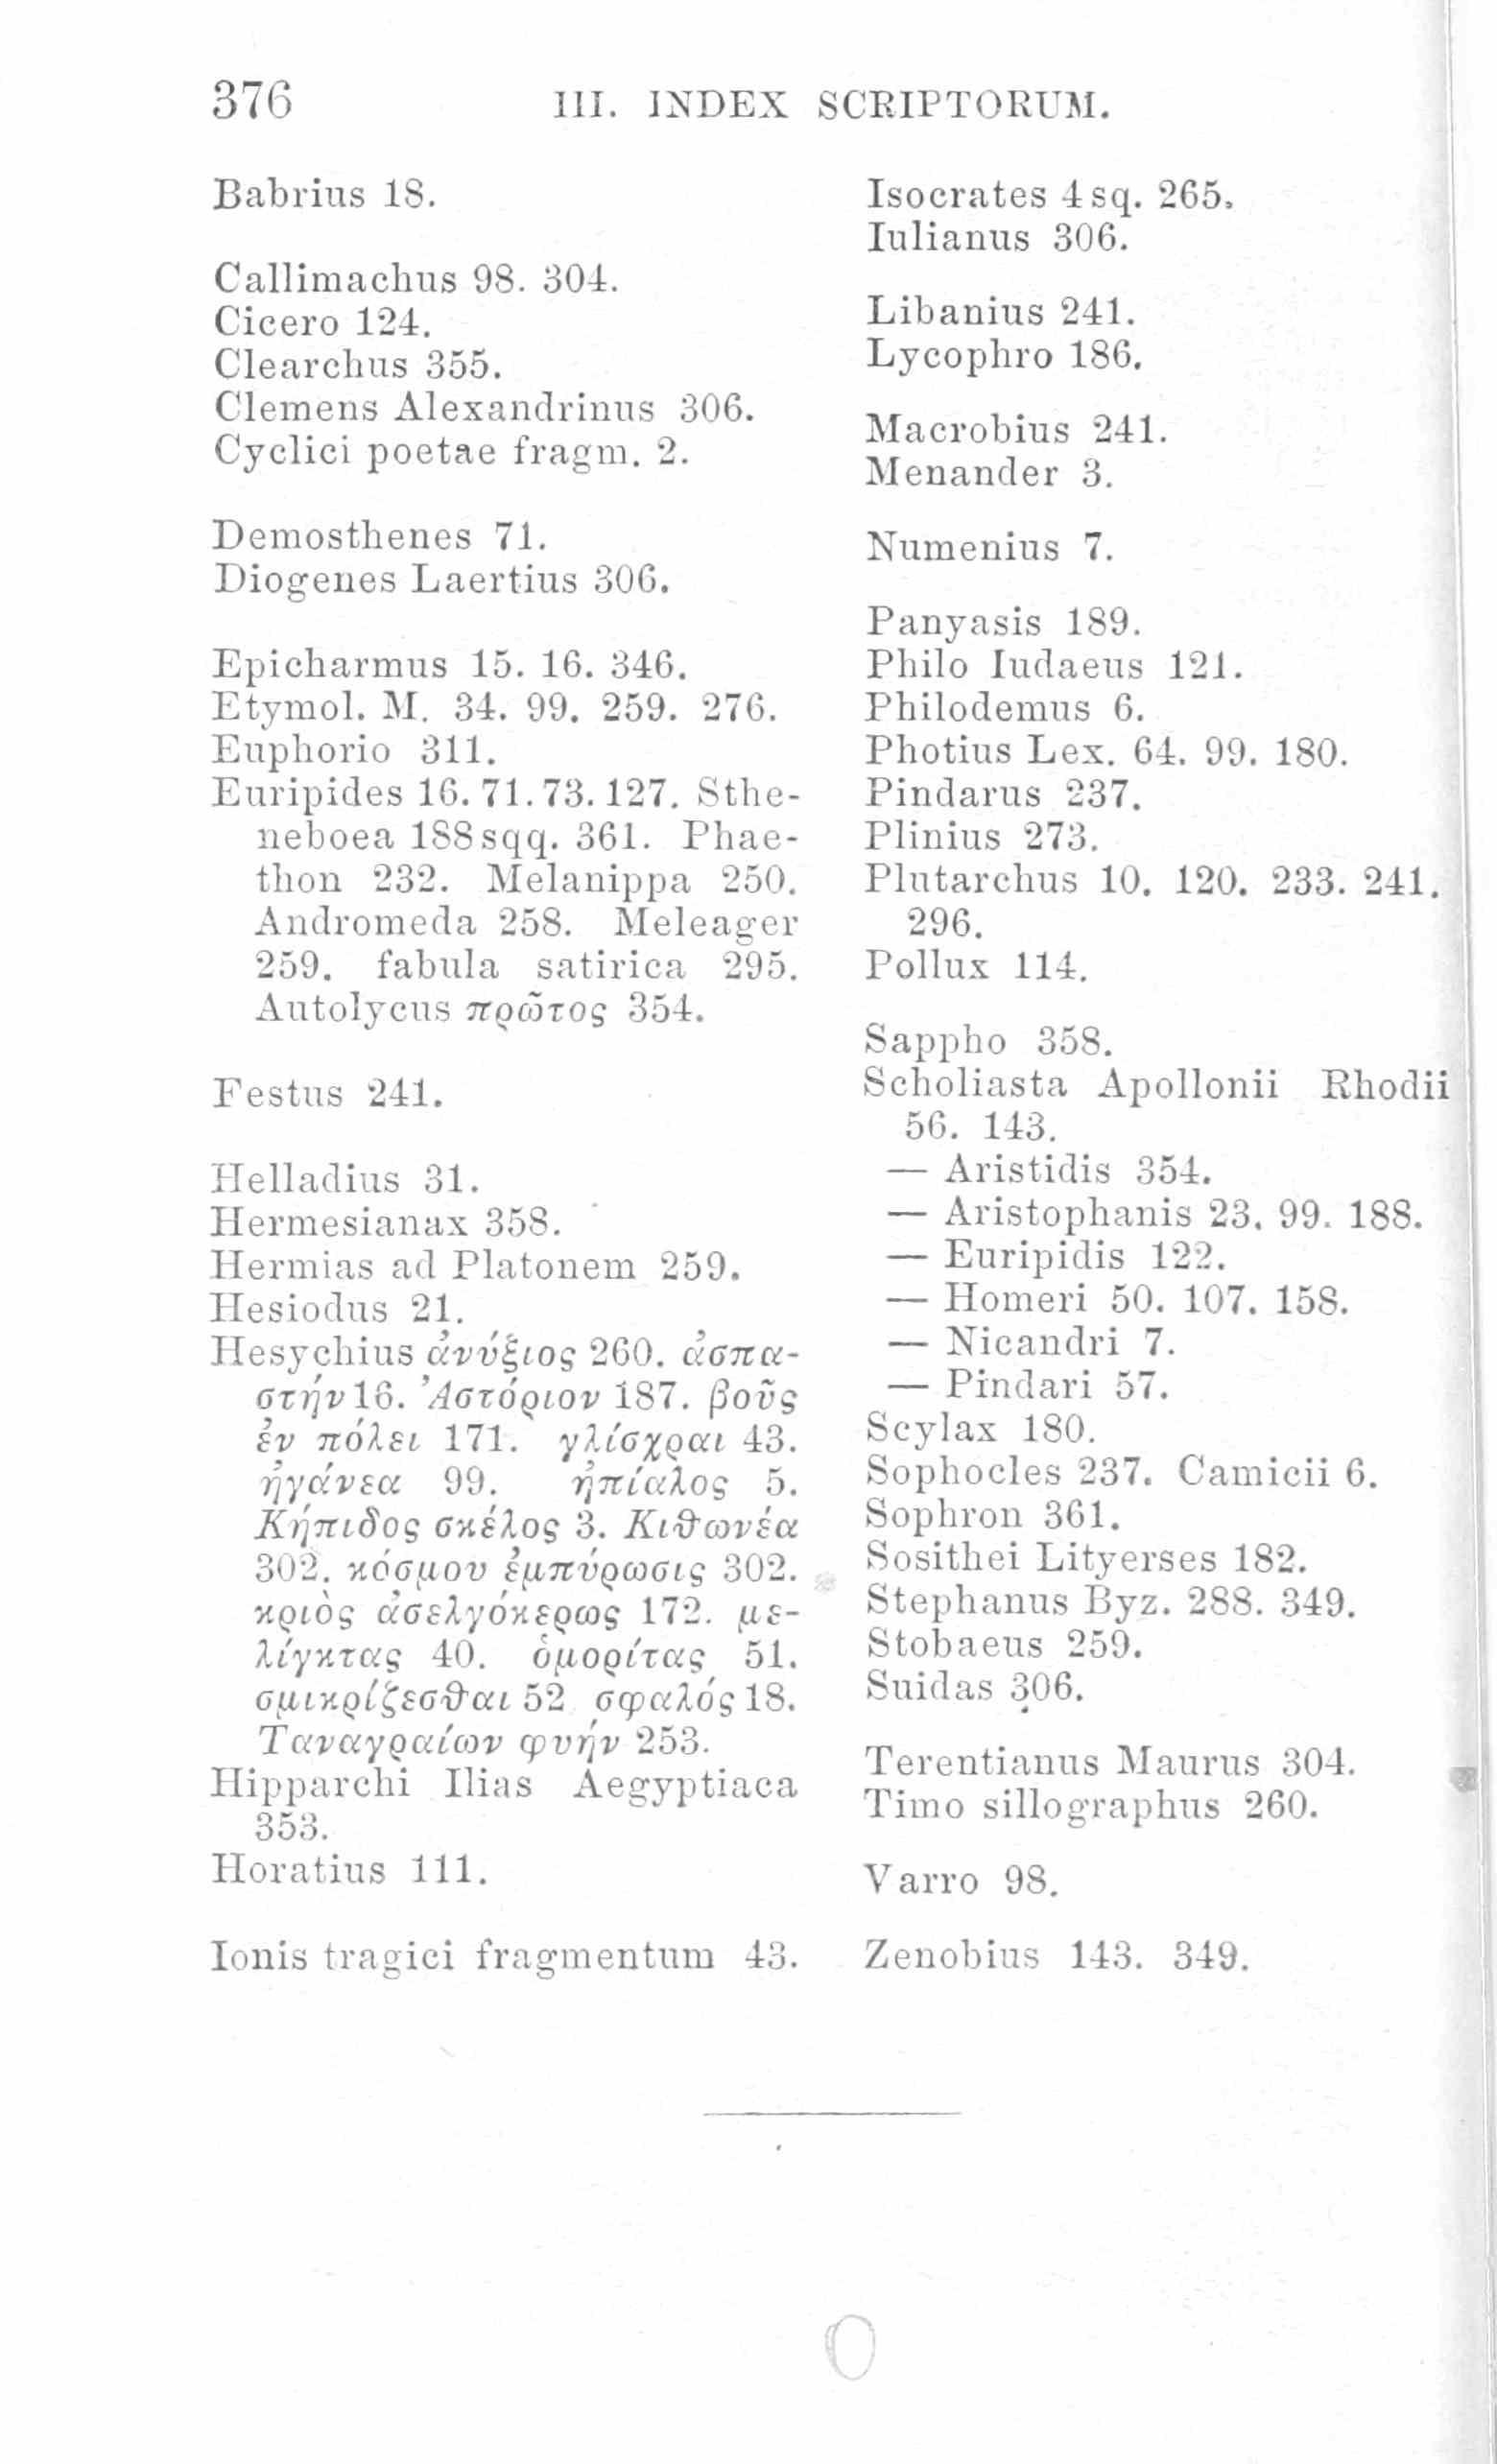 376
III. INDEX SCRIPTORUM.
Babrius 18.
Callimachus 98. 304.
Cicero 124.
Clearchus 355.
Clemens Alexandrinus 306.
Cyclici poetae fragm. 2.
Demosthenes 71.
Diogenes Laertius 306.
Epicharmus 15. 16. 346.
Etymol. M. 34. 99. 259. 276.
Euphorio 311.
Euripides 16. 71. 73. 127. Sthe-
neboea 188 sqq. 361. Phae-
thon 232. Melanippa 250.
Andromeda 258. Meleager
259. fabula satirica 295.
Autolycus πρῶτος 354.
Festus 241.
Helladius 31.
Hermesianax 358.
Hermias ad Platonem 259.
Hesiodus 21.
Hesychius ἀνύξιος 260. ἀσπα-
στήν 16. Ἀστόριον 187. βοῦς
ἐν πόλει 171. γλίσχραι 43.
ἠγάνεα 99. ἠπίαλος 5.
Κήπιδος σκέλος 3. Κιθωνέα
302. κόσμου ἐμπύρωσις 302.
κριὸς ἀσελγόκερως 172. με-
λίγκτας 40. ὁμορίτας 51.
σμικρίζεσθαι 52 σφαλός 18.
Ταναγραίων φυήν 253.
Hipparchi Ilias Aegyptiaca
353.
Horatius 111.
Ionis tragici fragmentum 43.
Isocrates 4 sq. 265.
Iulianus 306.
Libanius 241.
Lycophro 186.
Macrobius 241.
Menander 3.
Numenius 7.
Panyasis 189.
Philo Iudaeus 121.
Philodemus 6.
Photius Lex. 64. 99. 180.
Pindarus 237.
Plinius 273.
Plutarchus 10. 120. 233. 241.
296.
Pollux 114.
Sappho 358.
Scholiasta Apollonii Rhodii
56. 143.
— Aristidis 354.
— Aristophanis 23. 99. 188.
— Euripidis 122.
— Homeri 50. 107. 158.
— Nicandri 7.
— Pindari 57.
Scylax 180.
Sophocles 237. Camicii 6.
Sophron 361.
Sosithei Lityerses 182.
Stephanus Byz. 288. 349.
Stobaeus 259.
Suidas 306.
Terentianus Maurus 304.
Timo sillographus 260.
Varro 98.
Zenobius 143. 349.